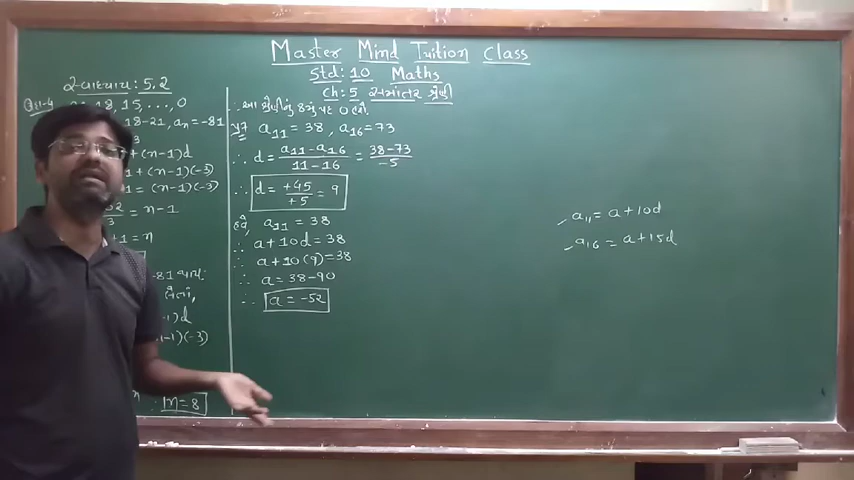 Master Mind Tuition Class
Std: 10 Maths
Ch: 5 સમાંતર શ્રેણી
સ્વાધ્યાય: 5.2
18, 15, ..., 0
18-21, aₙ = -81
+ (n-1)d
+ (n-1)(-3)
= (n-1)(-3)
= n-1
+1 = n
-81
-1)d
-1)(-3)
n = 8
∴ આ શ્રેણીનું 8મું પદ 0 હશે.
a₁₁ = 38, a₁₆ = 73
∴ d = a₁₁-a₁₆ / 11-16 = 38-73 / -5
∴ d = +45 / +5 = 9
હવે, a₁₁ = 38
∴ a+10d = 38
∴ a+10(9) = 38
∴ a = 38-90
∴ a = -52
a₁₁ = a+10d
a₁₆ = a+15d